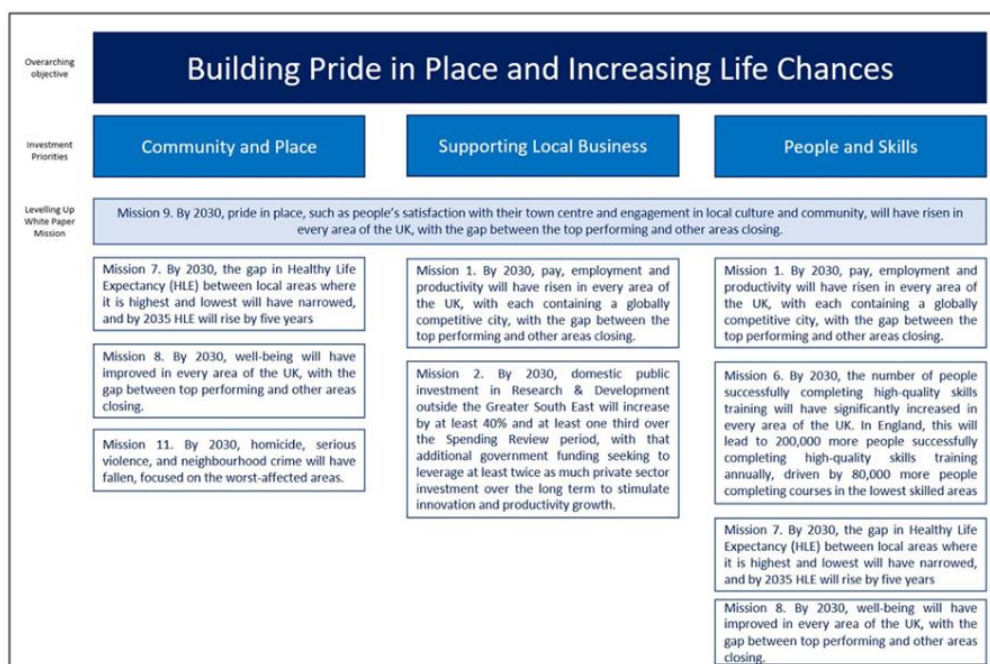 Overarching
objective
Building Pride in Place and Increasing Life Chances
Investment
Priorities
Community and Place
Supporting Local Business
People and Skills
Levelling Up
White Paper
Mission
Mission 9. By 2030, pride in place, such as people's satisfaction with their town centre and engagement in local culture and community, will have risen in
every area of the UK, with the gap between the top performing and other areas closing.
Mission 7. By 2030, the gap in Healthy Life
Expectancy (HLE) between local areas where
it is highest and lowest will have narrowed,
and by 2035 HLE will rise by five years
Mission 8. By 2030, well-being will have
improved in every area of the UK, with the
gap between top performing and other areas
closing.
Mission 11. By 2030, homicide, serious
violence, and neighbourhood crime will have
fallen, focused on the worst-affected areas.
Mission 1. By 2030, pay, employment and
productivity will have risen in every area of
the UK, with each containing a globally
competitive city, with the gap between the
top performing and other areas closing.
Mission 2. By 2030, domestic public
investment in Research & Development
outside the Greater South East will increase
by at least 40% and at least one third over
the Spending Review period, with that
additional government funding seeking to
leverage at least twice as much private sector
investment over the long term to stimulate
innovation and productivity growth.
Mission 1. By 2030, pay, employment and
productivity will have risen in every area of
the UK, with each containing a globally
competitive city, with the gap between the
top performing and other areas closing.
Mission 6. By 2030, the number of people
successfully completing high-quality skills
training will have significantly increased in
every area of the UK. In England, this will
lead to 200,000 more people successfully
completing high-quality skills training
annually, driven by 80,000 more people
completing courses in the lowest skilled areas
Mission 7. By 2030, the gap in Healthy Life
Expectancy (HLE) between local areas where
it is highest and lowest will have narrowed,
and by 2035 HLE will rise by five years
Mission 8. By 2030, well-being will have
improved in every area of the UK, with the
gap between top performing and other areas
closing.